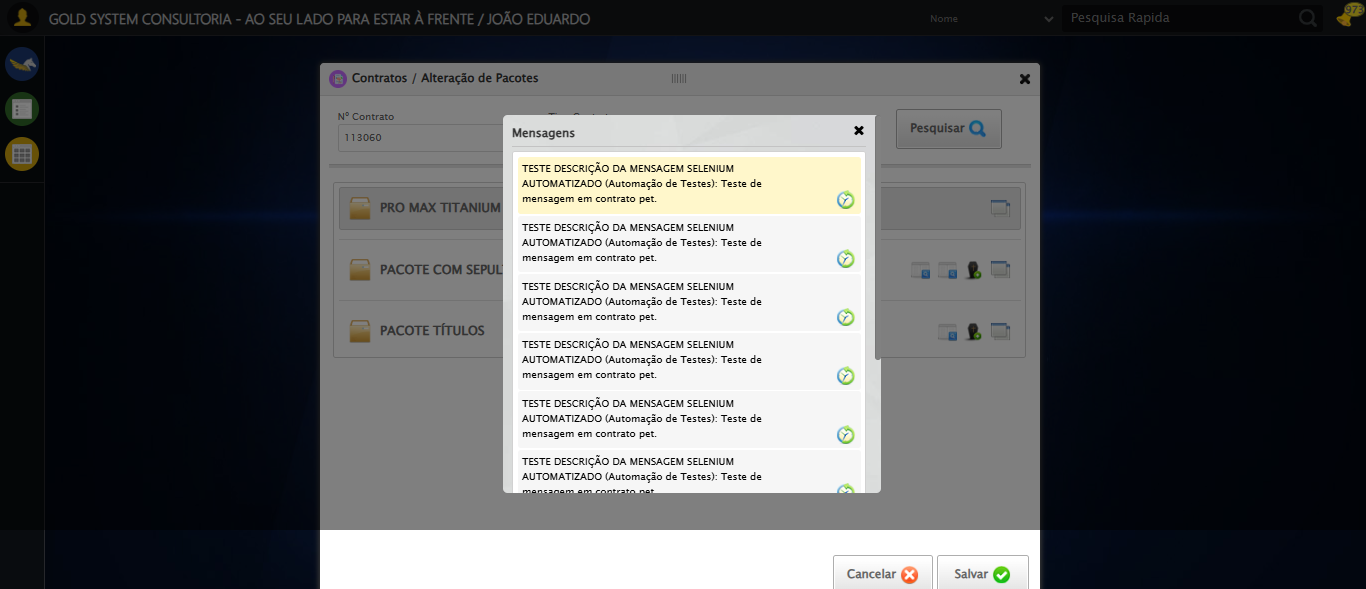 GOLD SYSTEM CONSULTORIA - AO SEU LADO PARA ESTAR À FRENTE / JOÃO EDUARDO
Nome
Pesquisa Rapida
973
Contratos / Alteração de Pacotes
Nº Contrato
113060
Pesquisar
PRO MAX TITANIUM
PACOTE COM SEPUL
PACOTE TÍTULOS
Mensagens
TESTE DESCRIÇÃO DA MENSAGEM SELENIUM
AUTOMATIZADO (Automação de Testes): Teste de
mensagem em contrato pet.
TESTE DESCRIÇÃO DA MENSAGEM SELENIUM
AUTOMATIZADO (Automação de Testes): Teste de
mensagem em contrato pet.
TESTE DESCRIÇÃO DA MENSAGEM SELENIUM
AUTOMATIZADO (Automação de Testes): Teste de
mensagem em contrato pet.
TESTE DESCRIÇÃO DA MENSAGEM SELENIUM
AUTOMATIZADO (Automação de Testes): Teste de
mensagem em contrato pet.
TESTE DESCRIÇÃO DA MENSAGEM SELENIUM
AUTOMATIZADO (Automação de Testes): Teste de
mensagem em contrato pet.
TESTE DESCRIÇÃO DA MENSAGEM SELENIUM
AUTOMATIZADO (Automação de Testes): Teste de
mensagem em contrato pet.
Cancelar
Salvar